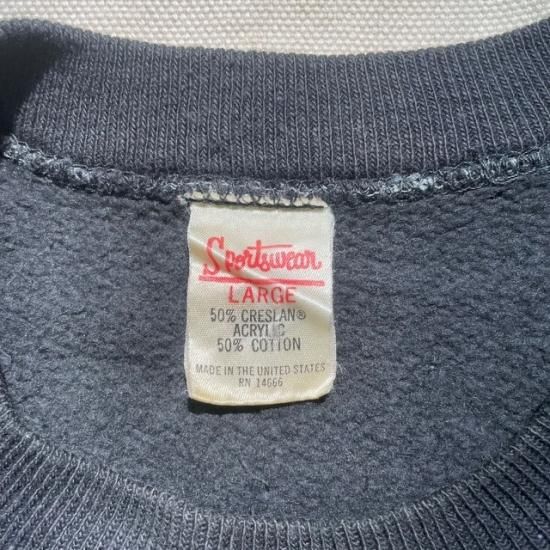 Sportswear
LARGE
50% CRESLAN®
ACRYLIC
50% COTTON
MADE IN THE UNITED STATES
RN 14666